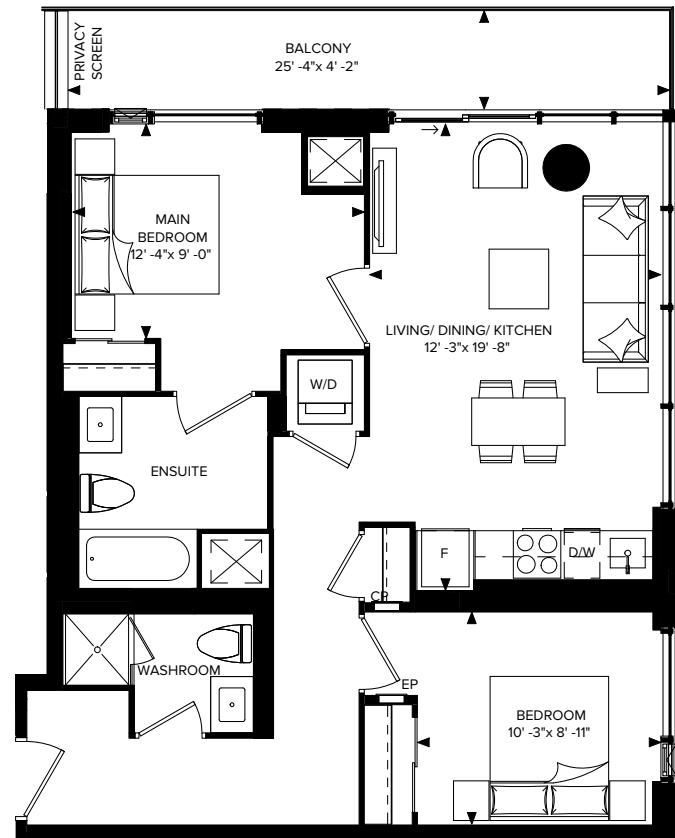 PRIVACY
SCREEN
BALCONY
25' -4"x 4' -2"
MAIN
BEDROOM
12' -4"x 9' -0"
LIVING/ DINING/ KITCHEN
12' -3"x 19' -8"
W/D
ENSUITE
F
D/W
CP
WASHROOM
EP
BEDROOM
10' -3"x 8' -11"